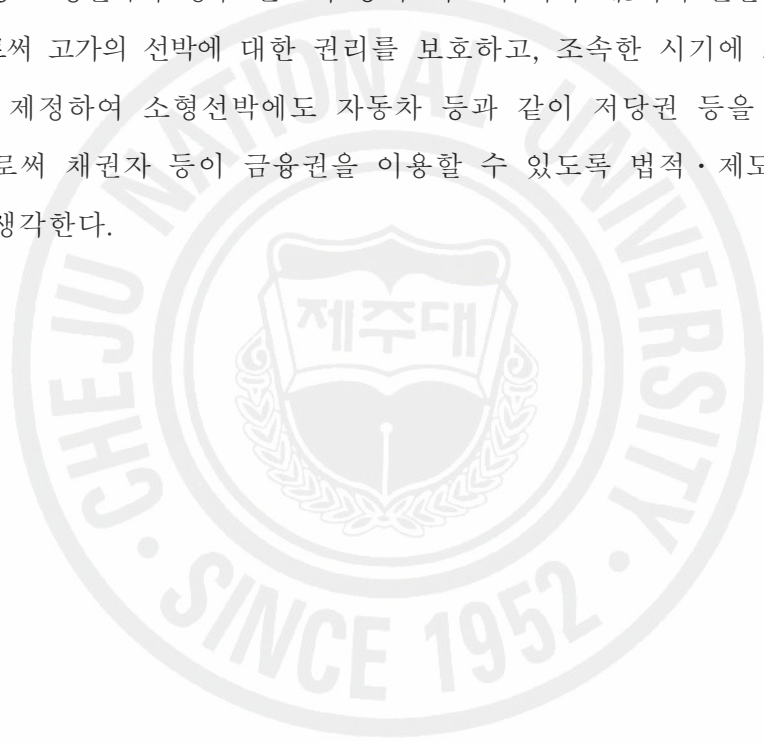 로써 고가의 선박에 대한 권리를 보호하고, 조속한 시기에
제정하여 소형선박에도 자동차 등과 같이 저당권 등을
로써 채권자 등이 금융권을 이용할 수 있도록 법적·제도
생각한다.
CHEJU NATIONAL UNIVERSITY
제주대
· SINCE 1952 ·